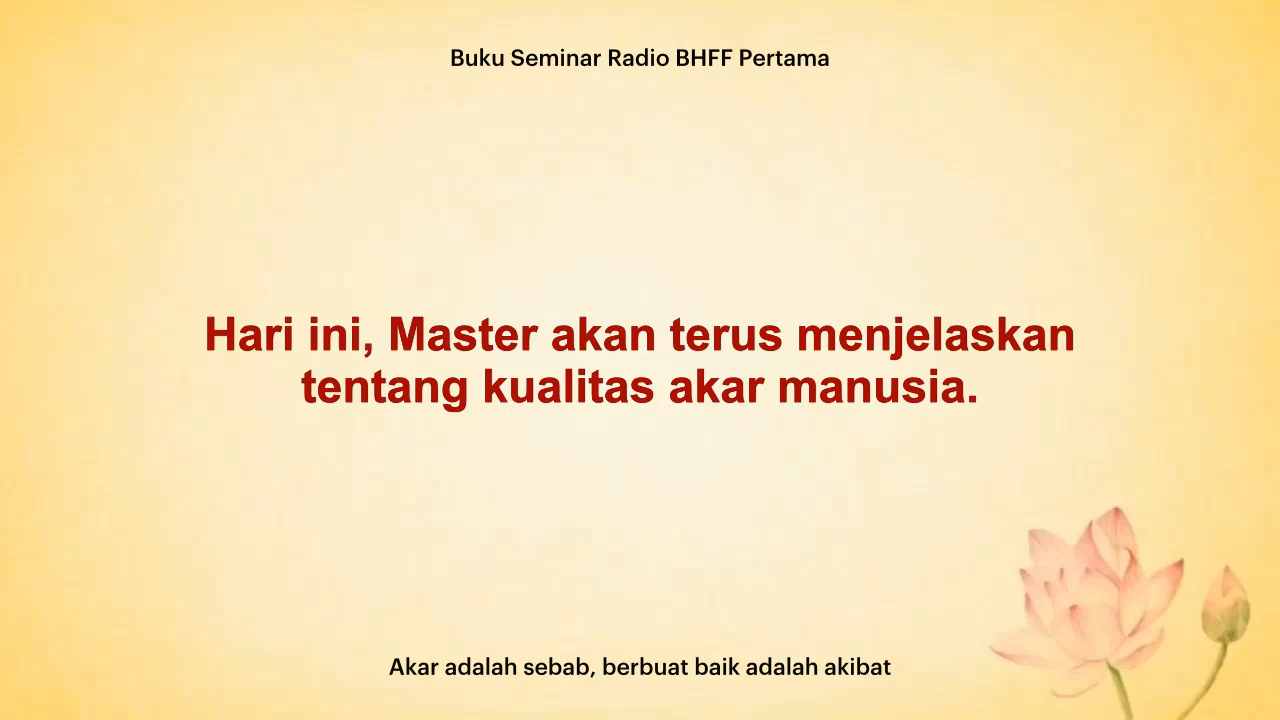 Buku Seminar Radio BHFF Pertama
Hari ini, Master akan terus menjelaskan
tentang kualitas akar manusia.
Akar adalah sebab, berbuat baik adalah akibat